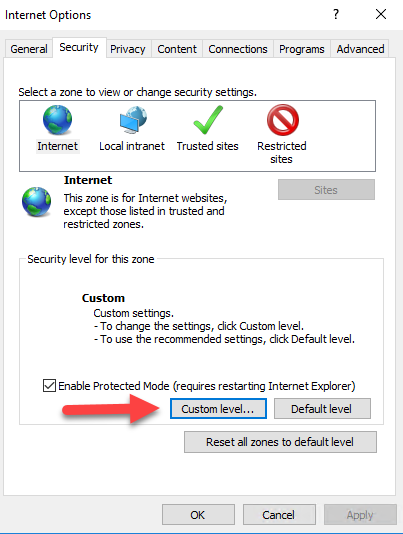 Internet Options
?
General Security Privacy Content Connections Programs Advanced
Select a zone to view or change security settings.
Internet Local intranet Trusted sites Restricted
sites
Internet
Sites
This zone is for Internet websites,
except those listed in trusted and
restricted zones.
Security level for this zone
Custom
Custom settings.
- To change the settings, click Custom level.
- To use the recommended settings, click Default level.
Enable Protected Mode (requires restarting Internet Explorer)
Custom level... Default level
Reset all zones to default level
OK Cancel Apply